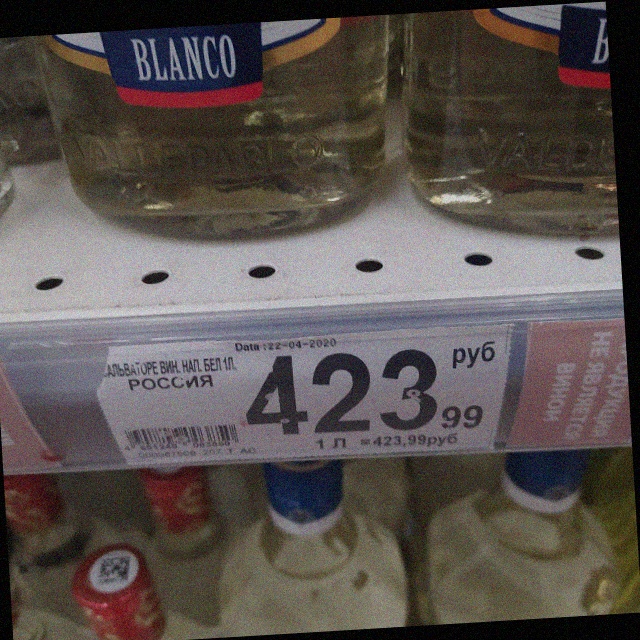 BLANCO
Data :22-04-2020
АЛЬВАТОРЕ ВИН. НАП. БЕЛ 1Л.
РОССИЯ
423 99
руб
1 Л =423,99руб
НЕ ЯВЛЯЕТСЯ
ВИНОМ